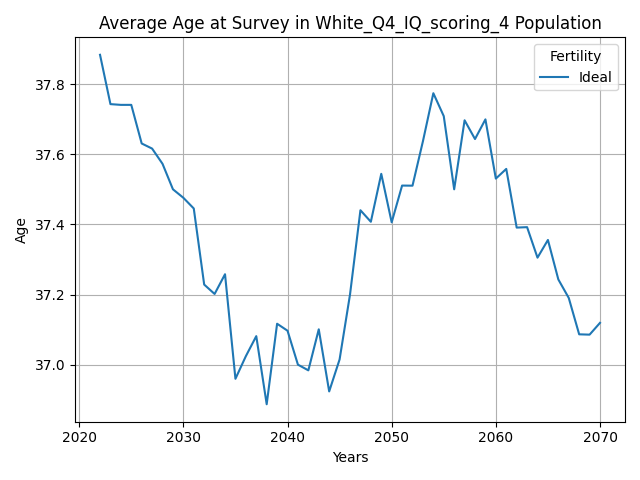 Average Age at Survey in White_Q4_IQ_scoring_4 Population
Fertility
Ideal
37.8
37.6
37.4
37.2
37.0
Age
2020
2030
2040
2050
2060
2070
Years